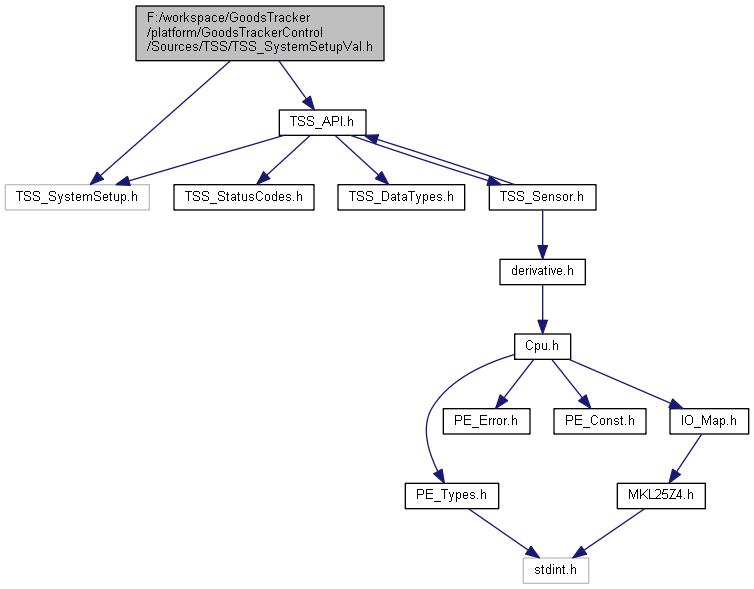 F:/workspace/GoodsTracker
/platform/GoodsTrackerControl
/Sources/TSS/TSS_SystemSetupVal.h
TSS_API.h
TSS_SystemSetup.h
TSS_StatusCodes.h
TSS_DataTypes.h
TSS_Sensor.h
derivative.h
Cpu.h
PE_Error.h
PE_Const.h
IO_Map.h
PE_Types.h
MKL25Z4.h
stdint.h